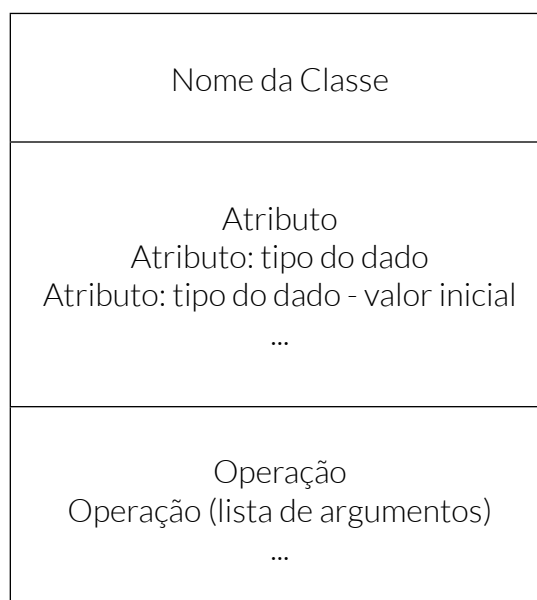 Nome da Classe
Atributo
Atributo: tipo do dado
Atributo: tipo do dado - valor inicial
...
Operação
Operação (lista de argumentos)
...